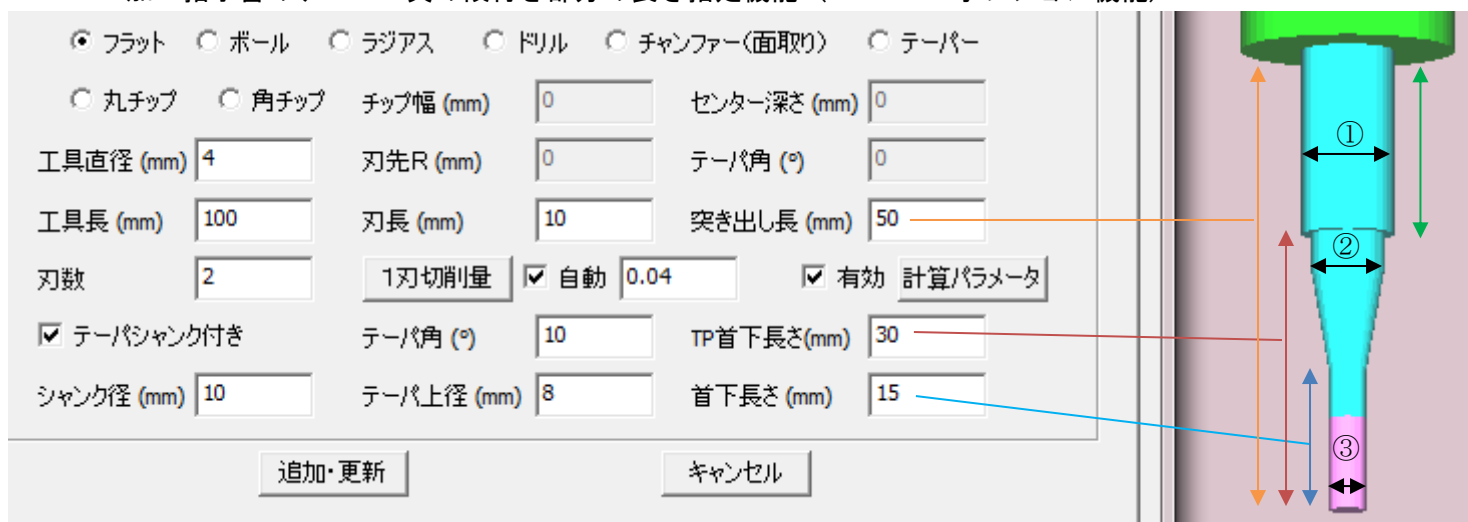 フラット ボール ラジアス ドリル チャンファー(面取り) テーパー
丸チップ 角チップ チップ幅 (mm) 0 センター深さ (mm) 0
工具直径 (mm) 4 刃先R (mm) 0 テーパ角 (°) 0
工具長 (mm) 100 刃長 (mm) 10 突き出し長 (mm) 50
刃数 2 1刃切削量 自動 0.04 有効 計算パラメータ
テーパシャンク付き テーパ角 (°) 10 TP首下長さ(mm) 30
シャンク径 (mm) 10 テーパ上径 (mm) 8 首下長さ (mm) 15
追加・更新 キャンセル
①
②
③